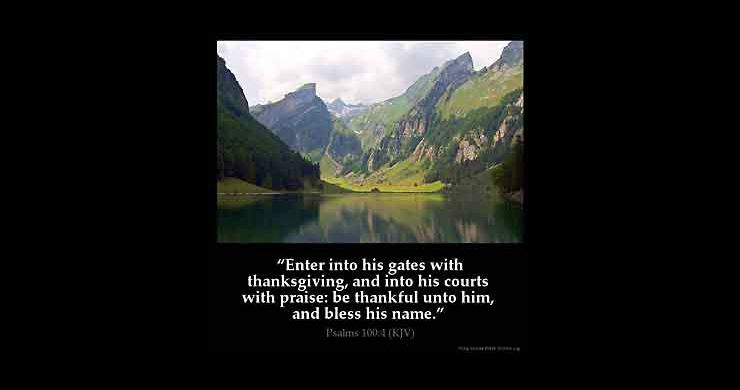 “Enter into his gates with
thanksgiving, and into his courts
with praise: be thankful unto him,
and bless his name.”
Psalms 100:4 (KJV)